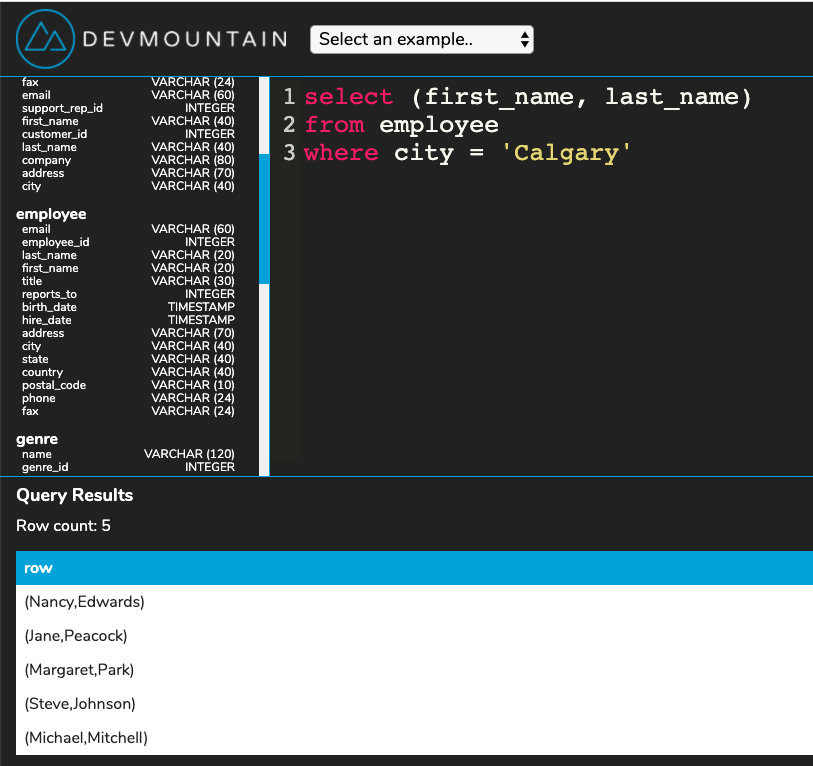 DEVMOUNTAIN
Select an example..
fax VARCHAR (24)
email VARCHAR (60)
support_rep_id INTEGER
first_name VARCHAR (40)
customer_id INTEGER
last_name VARCHAR (40)
company VARCHAR (80)
address VARCHAR (70)
city VARCHAR (40)
employee
email VARCHAR (60)
employee_id INTEGER
last_name VARCHAR (20)
first_name VARCHAR (20)
title VARCHAR (30)
reports_to INTEGER
birth_date TIMESTAMP
hire_date TIMESTAMP
address VARCHAR (70)
city VARCHAR (40)
state VARCHAR (40)
country VARCHAR (40)
postal_code VARCHAR (10)
phone VARCHAR (24)
fax VARCHAR (24)
genre
name VARCHAR (120)
genre_id INTEGER
1 select (first_name, last_name)
2 from employee
3 where city = 'Calgary'
Query Results
Row count: 5
row
(Nancy,Edwards)
(Jane,Peacock)
(Margaret,Park)
(Steve,Johnson)
(Michael,Mitchell)